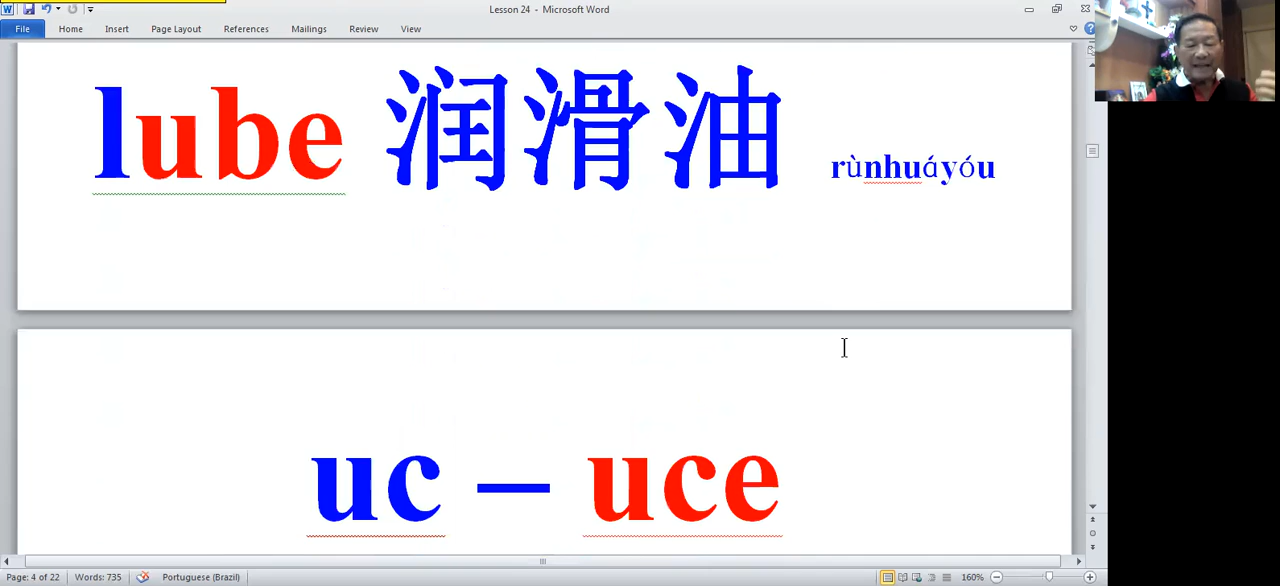 Lesson 24 - Microsoft Word
File Home Insert Page Layout References Mailings Review View
lube 润滑油 rùnhuáyóu
uc – uce
Page: 4 of 22 Words: 735 Portuguese (Brazil) 160%